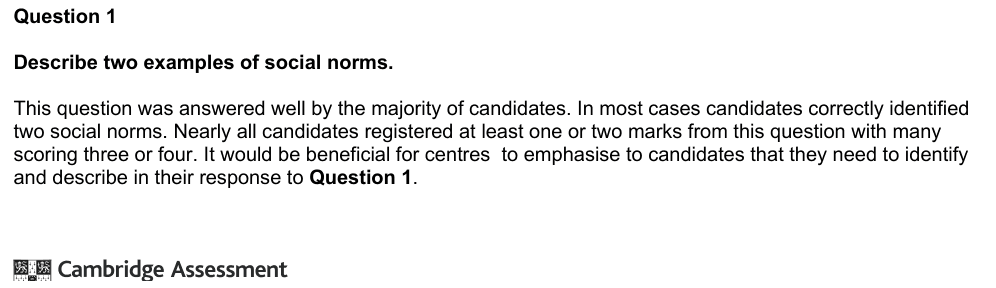 Question 1
Describe two examples of social norms.
This question was answered well by the majority of candidates. In most cases candidates correctly identified
two social norms. Nearly all candidates registered at least one or two marks from this question with many
scoring three or four. It would be beneficial for centres  to emphasise to candidates that they need to identify
and describe in their response to Question 1.
Cambridge Assessment